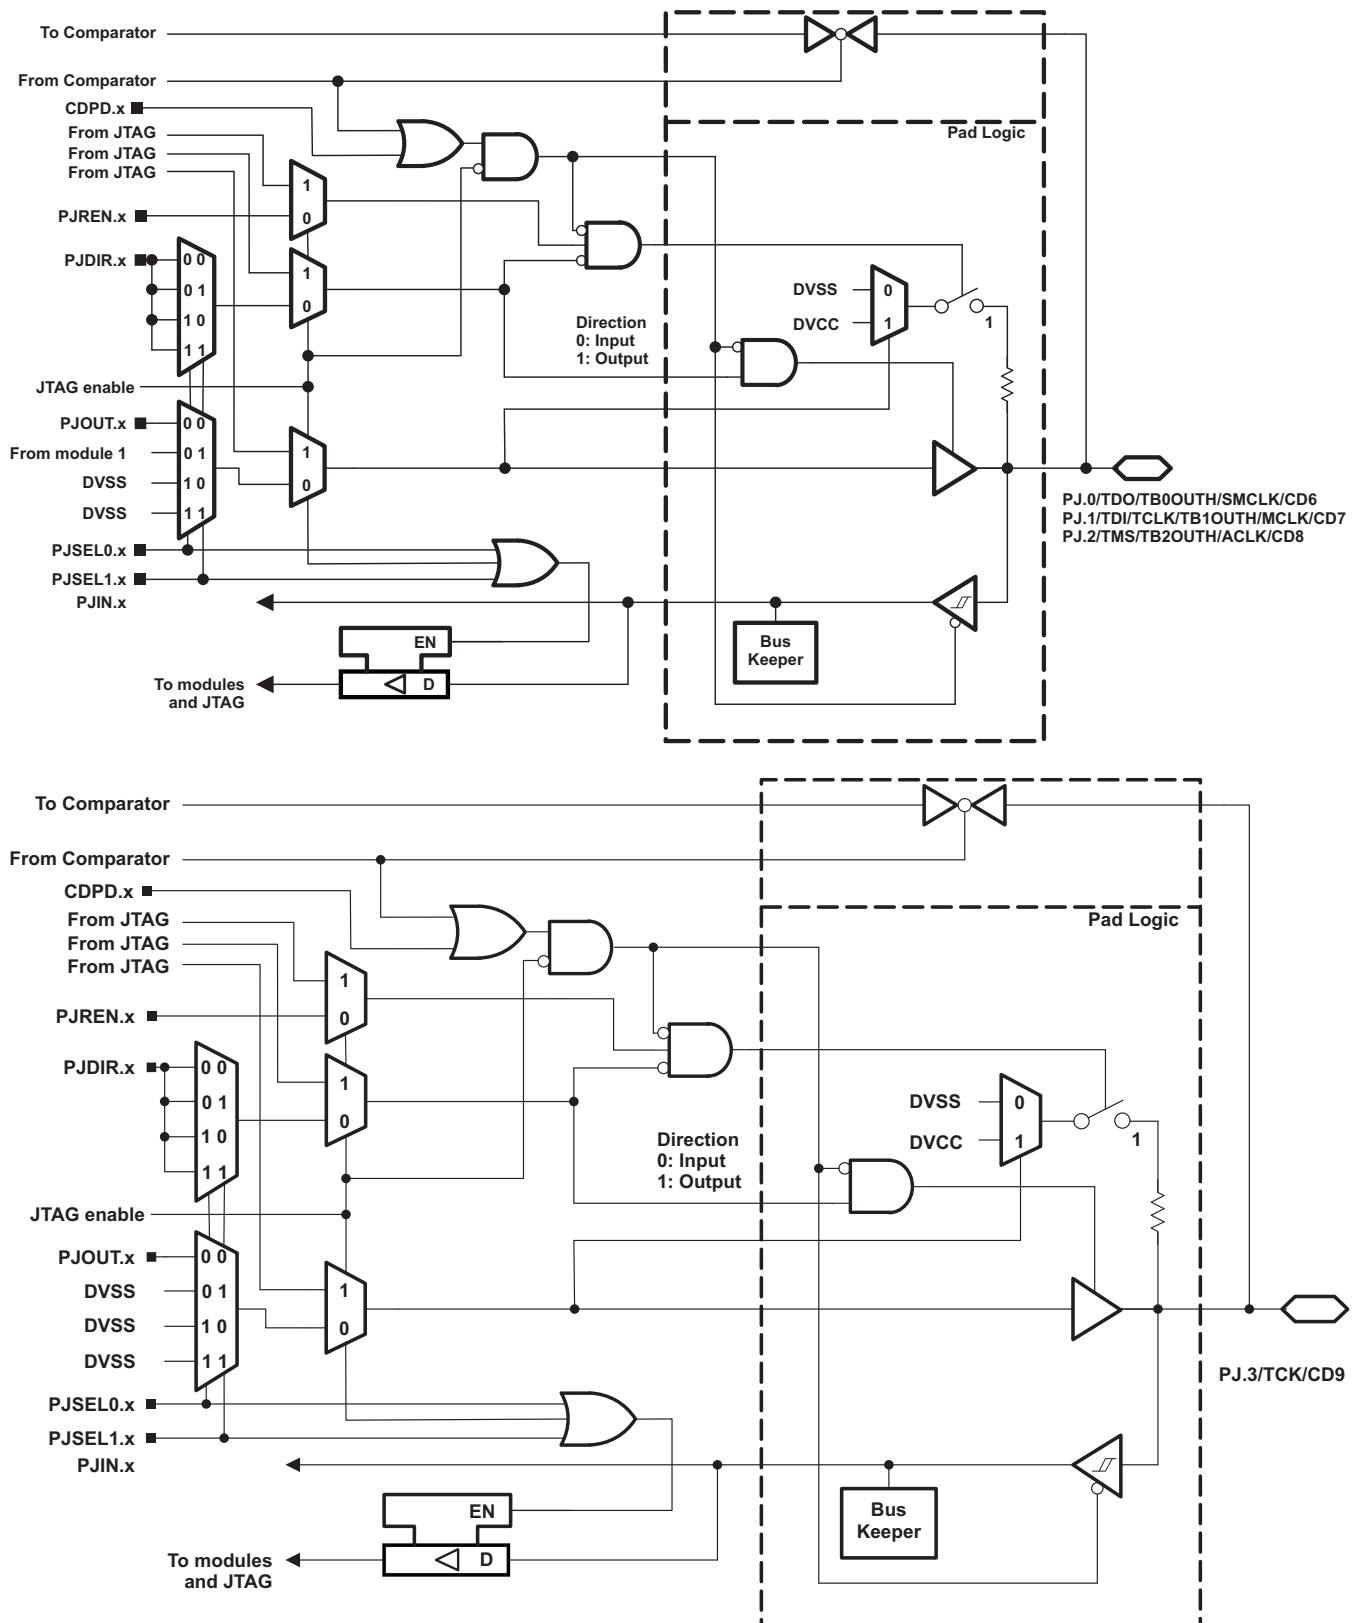 To Comparator
From Comparator
CDPD.x
Pad Logic
From JTAG
From JTAG
From JTAG
1
PJREN.x
0
PJDIR.x
0 0
1
0 1
DVSS
0
0
1 0
Direction
DVCC
1
1
0: Input
1 1
1: Output
JTAG enable
PJOUT.x
0 0
From module 1
0 1
1
DVSS
1 0
0
PJ.0/TDO/TB0OUTH/SMCLK/CD6
DVSS
1 1
PJ.1/TDI/TCLK/TB1OUTH/MCLK/CD7
PJ.2/TMS/TB2OUTH/ACLK/CD8
PJSEL0.x
PJSEL1.x
PJIN.x
EN
Bus
Keeper
To modules
and JTAG
D
To Comparator
From Comparator
CDPD.x
From JTAG
Pad Logic
From JTAG
From JTAG
1
PJREN.x
0
PJDIR.x
0 0
1
0 1
DVSS
0
0
1 0
Direction
DVCC
1
1
0: Input
1 1
1: Output
JTAG enable
PJOUT.x
0 0
DVSS
0 1
1
DVSS
1 0
0
DVSS
1 1
PJ.3/TCK/CD9
PJSEL0.x
PJSEL1.x
PJIN.x
EN
Bus
Keeper
To modules
and JTAG
D